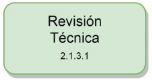 Revisión
Técnica
2.1.3.1